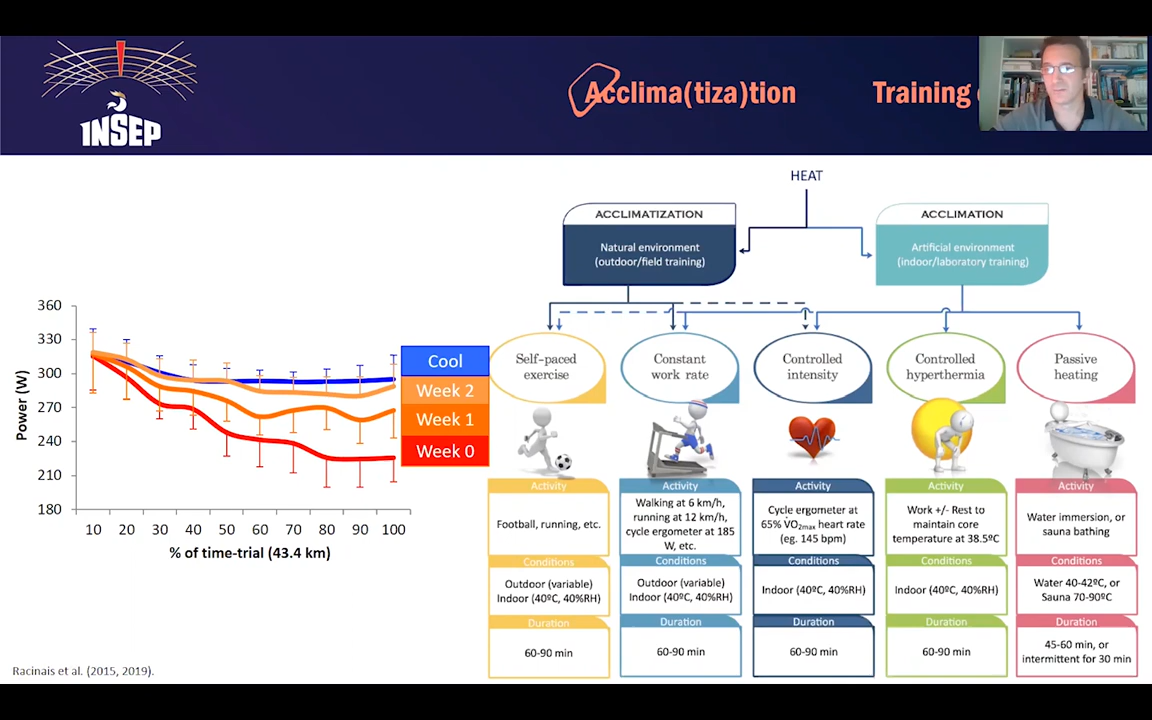 INSEP
Acclima(tiza)tion
Training
HEAT
ACCLIMATIZATION
Natural environment
(outdoor/field training)
ACCLIMATION
Artificial environment
(indoor/laboratory training)
360
330
300
270
240
210
180
Power (W)
10 20 30 40 50 60 70 80 90 100
% of time-trial (43.4 km)
Cool
Week 2
Week 1
Week 0
Self-paced
exercise
Activity
Football, running, etc.
Conditions
Outdoor (variable)
Indoor (40ºC, 40%RH)
Duration
60-90 min
Constant
work rate
Activity
Walking at 6 km/h,
running at 12 km/h,
cycle ergometer at 185
W, etc.
Conditions
Outdoor (variable)
Indoor (40ºC, 40%RH)
Duration
60-90 min
Controlled
intensity
Activity
Cycle ergometer at
65% V̇O2max heart rate
(eg. 145 bpm)
Conditions
Indoor (40ºC, 40%RH)
Duration
60-90 min
Controlled
hyperthermia
Activity
Work +/- Rest to
maintain core
temperature at 38.5ºC
Conditions
Indoor (40ºC, 40%RH)
Duration
60-90 min
Passive
heating
Activity
Water immersion, or
sauna bathing
Conditions
Water 40-42ºC, or
Sauna 70-90ºC
Duration
45-60 min, or
intermittent for 30 min
Racinais et al. (2015, 2019).